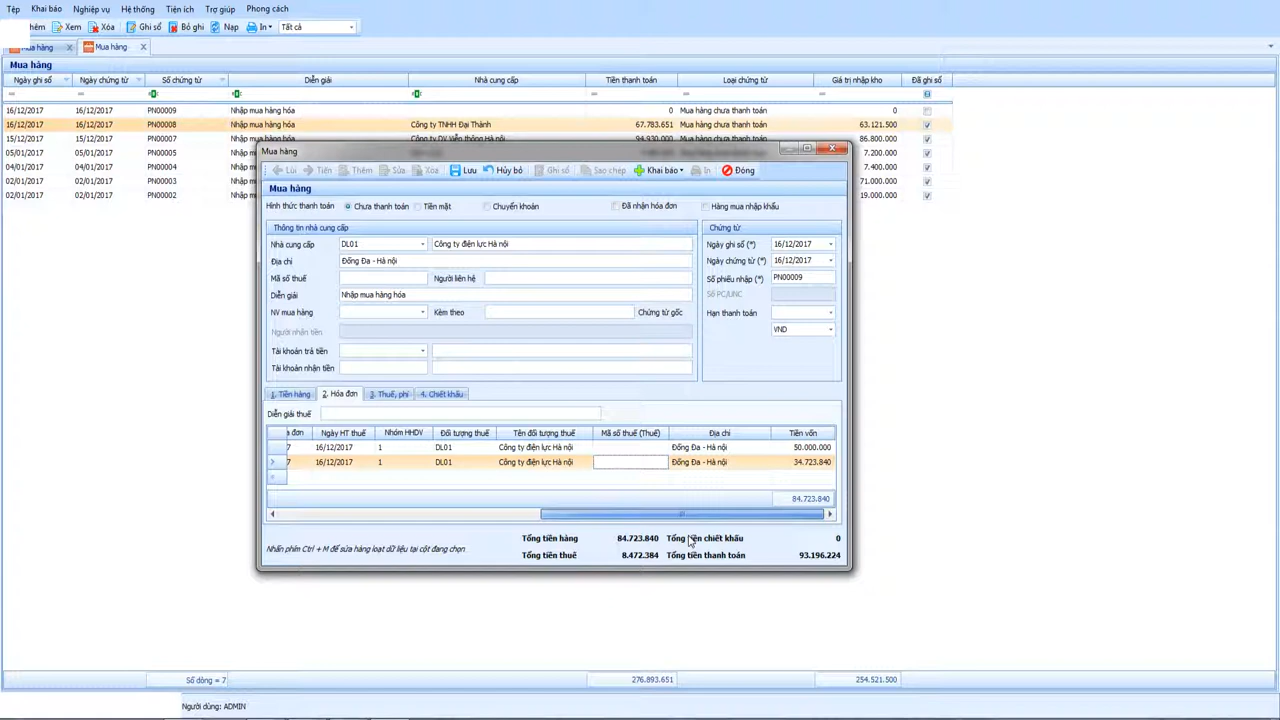 Tệp Khai báo Nghiệp vụ Hệ thống Tiện ích Trợ giúp Phong cách
hêm Xem Xóa Ghi sổ Bỏ ghi Nạp In Tất cả
Mua hàng Mua hàng
Mua hàng
Ngày ghi sổ Ngày chứng từ Số chứng từ Diễn giải Nhà cung cấp Tiền thanh toán Loại chứng từ Giá trị nhập kho Đã ghi sổ
16/12/2017 16/12/2017 PN00009 Nhập mua hàng hóa 0 Mua hàng chưa thanh toán 0
16/12/2017 16/12/2017 PN00008 Nhập mua hàng hóa Công ty TNHH Đại Thành 67.783.651 Mua hàng chưa thanh toán 63.121.500
16/12/2017 15/12/2017 PN00007 Nhập mua hàng hóa Công ty DV Viễn thông Hà nội 94.930.000 Mua hàng chưa thanh toán 86.800.000
05/01/2017 05/01/2017 PN00005 Nhập m 7.200.000
04/01/2017 04/01/2017 PN00004 Nhập m 7.400.000
02/01/2017 02/01/2017 PN00003 Nhập m 71.000.000
02/01/2017 02/01/2017 PN00002 Nhập m 19.000.000
Mua hàng
Lùi Tiến Thêm Sửa Xóa Lưu Hủy bỏ Ghi sổ Sao chép Khai báo In Đóng
Mua hàng
Hình thức thanh toán Chưa thanh toán Tiền mặt Chuyển khoản Đã nhận hóa đơn Hàng mua nhập khẩu
Thông tin nhà cung cấp Chứng từ
Nhà cung cấp DL01 Công ty điện lực Hà nội Ngày ghi sổ (*) 16/12/2017
Địa chỉ Đống Đa - Hà nội Ngày chứng từ (*) 16/12/2017
Mã số thuế Người liên hệ Số phiếu nhập (*) PN00009
Diễn giải Nhập mua hàng hóa Số PC/UNC
NV mua hàng Kèm theo Chứng từ gốc Hạn thanh toán
Người nhận tiền VND
Tài khoản trả tiền
Tài khoản nhận tiền
1. Tiền hàng 2. Hóa đơn 3. Thuế, phí 4. Chiết khấu
Diễn giải thuế
a đơn Ngày HT thuế Nhóm HHDV Đối tượng thuế Tên đối tượng thuế Mã số thuế (Thuế) Địa chỉ Tiền vốn
7 16/12/2017 1 DL01 Công ty điện lực Hà nội Đống Đa - Hà nội 50.000.000
7 16/12/2017 1 DL01 Công ty điện lực Hà nội Đống Đa - Hà nội 34.723.840
84.723.840
Tổng tiền hàng 84.723.840 Tổng tiền chiết khấu 0
Nhấn phím Ctrl + M để sửa hàng loạt dữ liệu tại cột đang chọn
Tổng tiền thuế 8.472.384 Tổng tiền thanh toán 93.196.224
Số dòng = 7 276.893.651 254.521.500
Người dùng: ADMIN